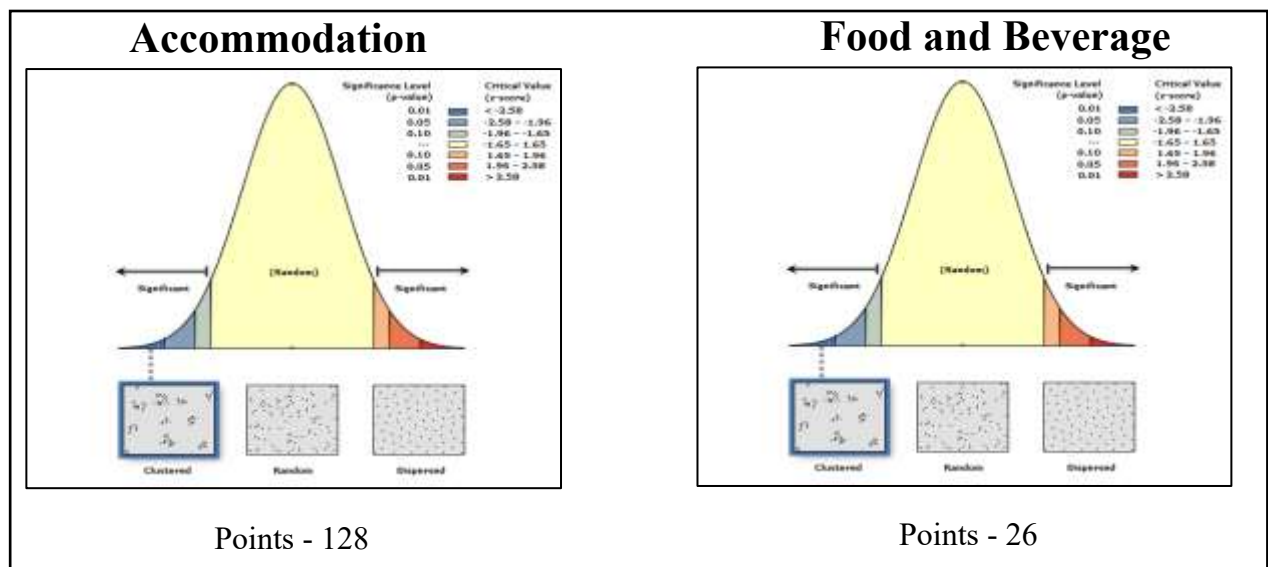 Accommodation
Significance Level
(p-value)
Critical Value
(z-score)
0.01 < -2.58
0.05 -2.58 - -1.96
0.10 -1.96 - -1.65
... -1.65 - 1.65
0.10 1.65 - 1.96
0.05 1.96 - 2.58
0.01 > 2.58
(Random)
Significant
Significant
Clustered
Random
Dispersed
Points - 128
Food and Beverage
Significance Level
(p-value)
Critical Value
(z-score)
0.01 < -2.58
0.05 -2.58 - -1.96
0.10 -1.96 - -1.65
... -1.65 - 1.65
0.10 1.65 - 1.96
0.05 1.96 - 2.58
0.01 > 2.58
(Random)
Significant
Significant
Clustered
Random
Dispersed
Points - 26